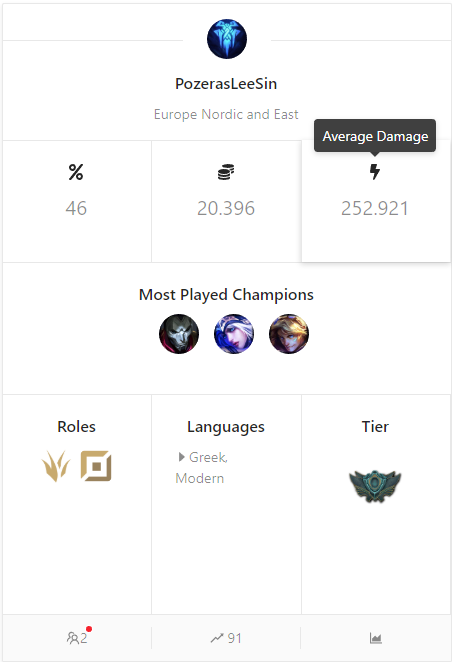 PozerasLeeSin
Europe Nordic and East
Average Damage
%
46
20.396
252.921
Most Played Champions
Roles
Languages
Tier
Greek,
Modern
2
91